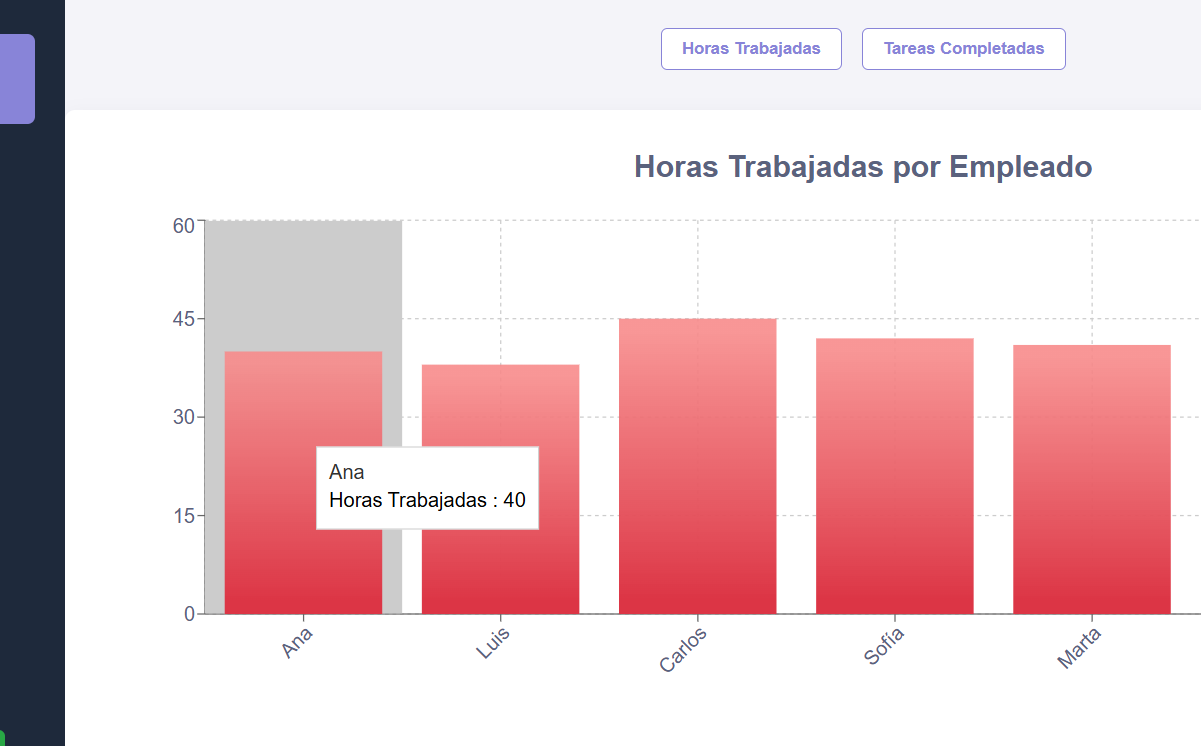 Horas Trabajadas
Tareas Completadas
Horas Trabajadas por Empleado
60
45
30
15
0
Ana
Horas Trabajadas : 40
Ana
Luis
Carlos
Sofía
Marta